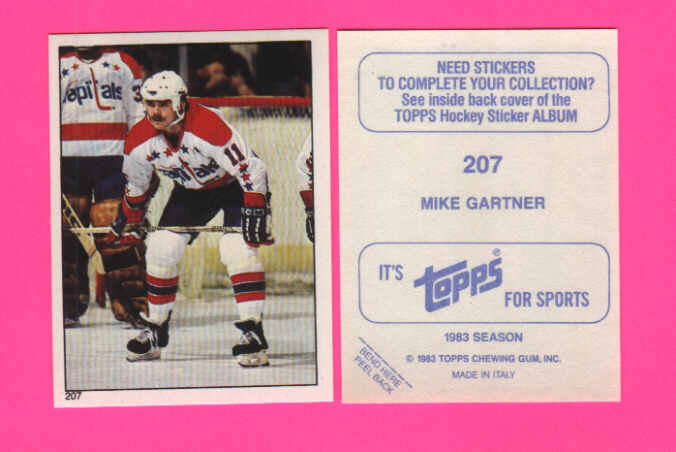 capitals 3
capitals 11
207
NEED STICKERS
TO COMPLETE YOUR COLLECTION?
See inside back cover of the
TOPPS Hockey Sticker ALBUM
207
MIKE GARTNER
IT'S topps® FOR SPORTS
1983 SEASON
© 1983 TOPPS CHEWING GUM, INC.
MADE IN ITALY
BEND HERE
PEEL BACK